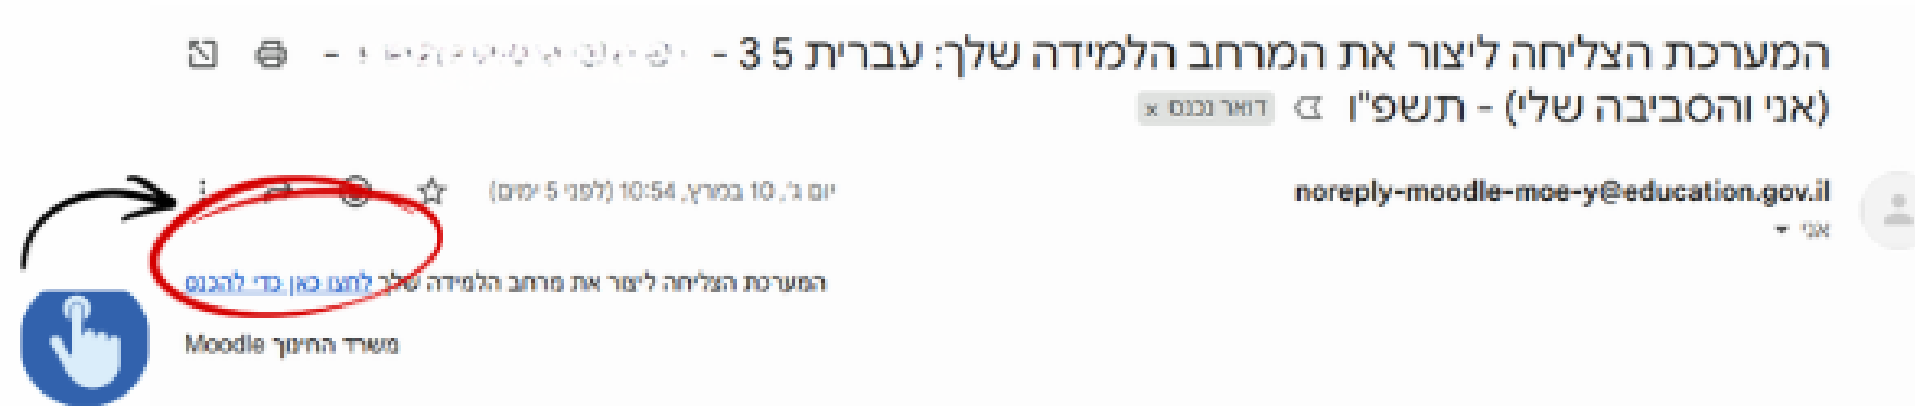 המערכת הצליחה ליצור את המרחב הלמידה שלך: עברית 5 3 -
(אני והסביבה שלי) - תשפ"ו דואר נכנס x
noreply-moodle-moe-y@education.gov.il
יום ג׳, 10 במרץ, 10:54 (לפני 5 ימים)
אני
המערכת הצליחה ליצור את מרחב הלמידה שלך לחצו כאן כדי להכנס
משרד החינוך Moodle